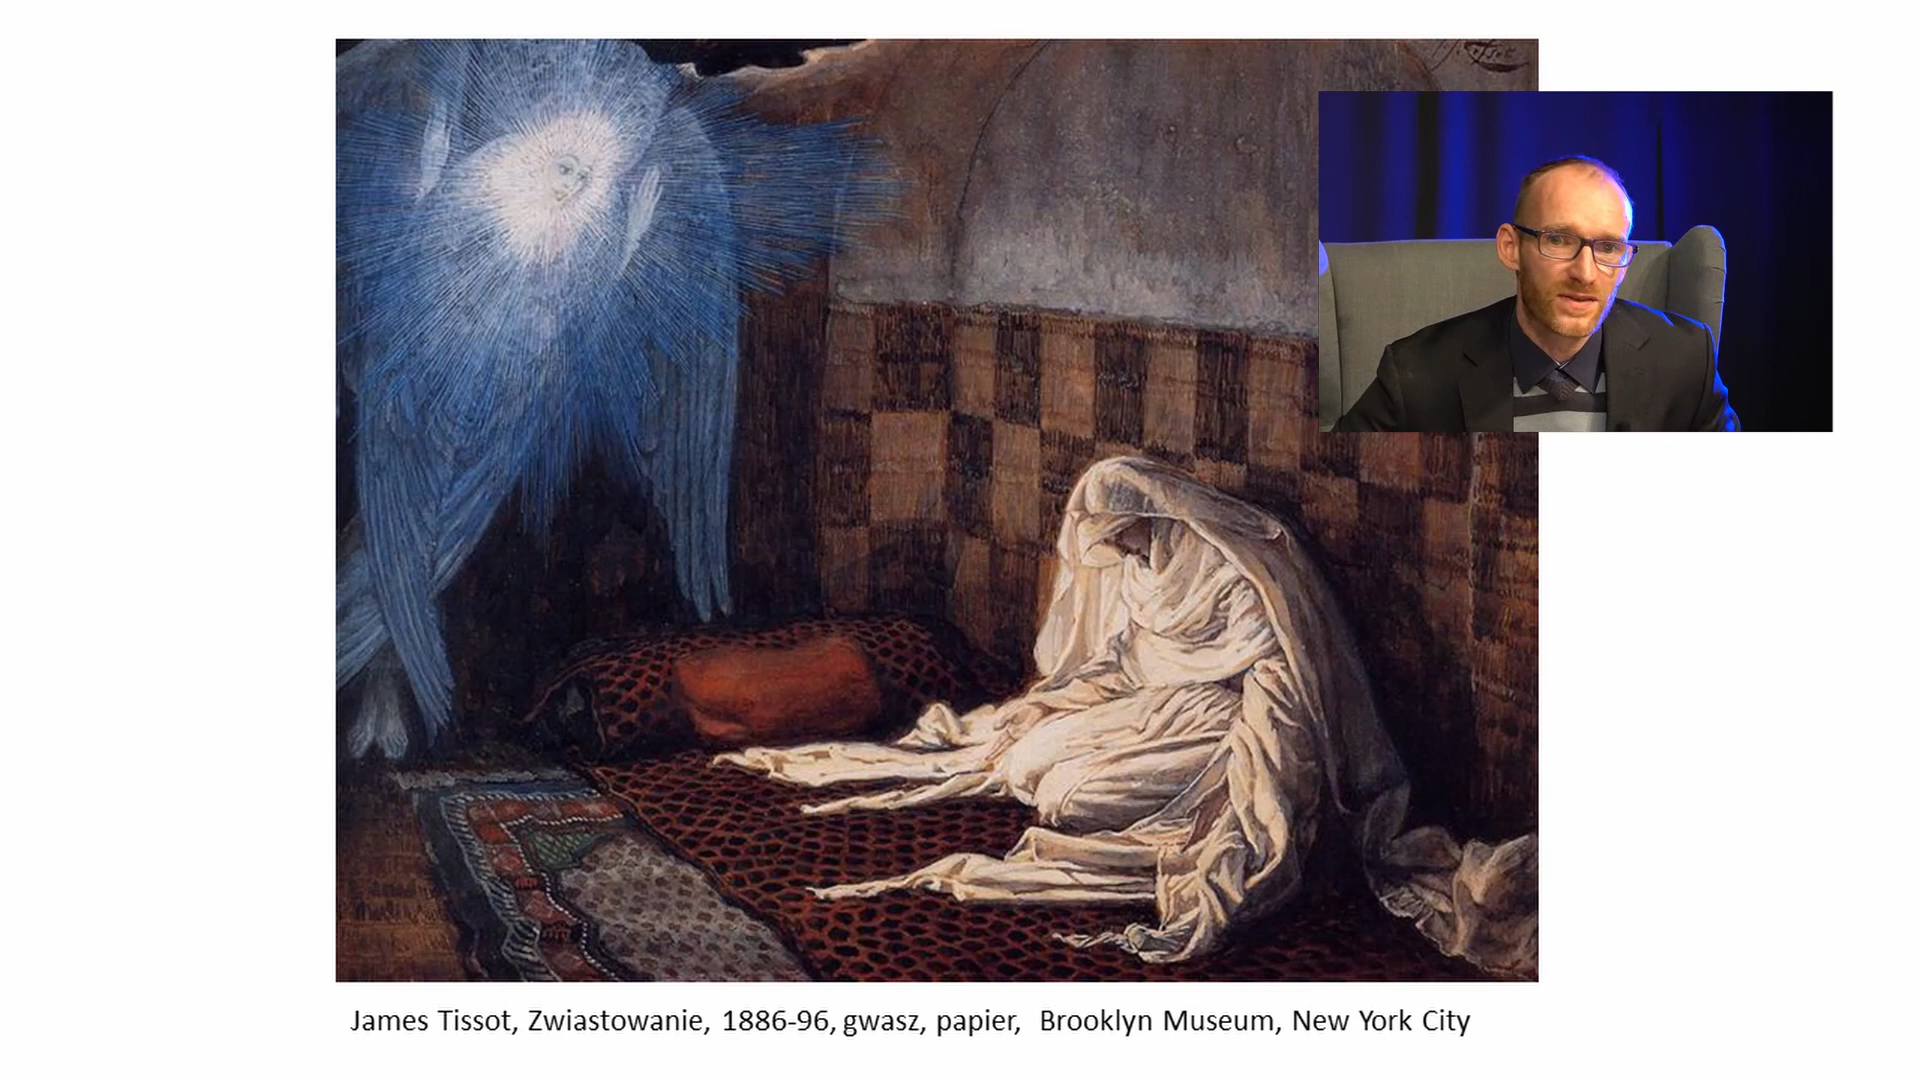 James Tissot, Zwiastowanie, 1886-96, gwasz, papier, Brooklyn Museum, New York City